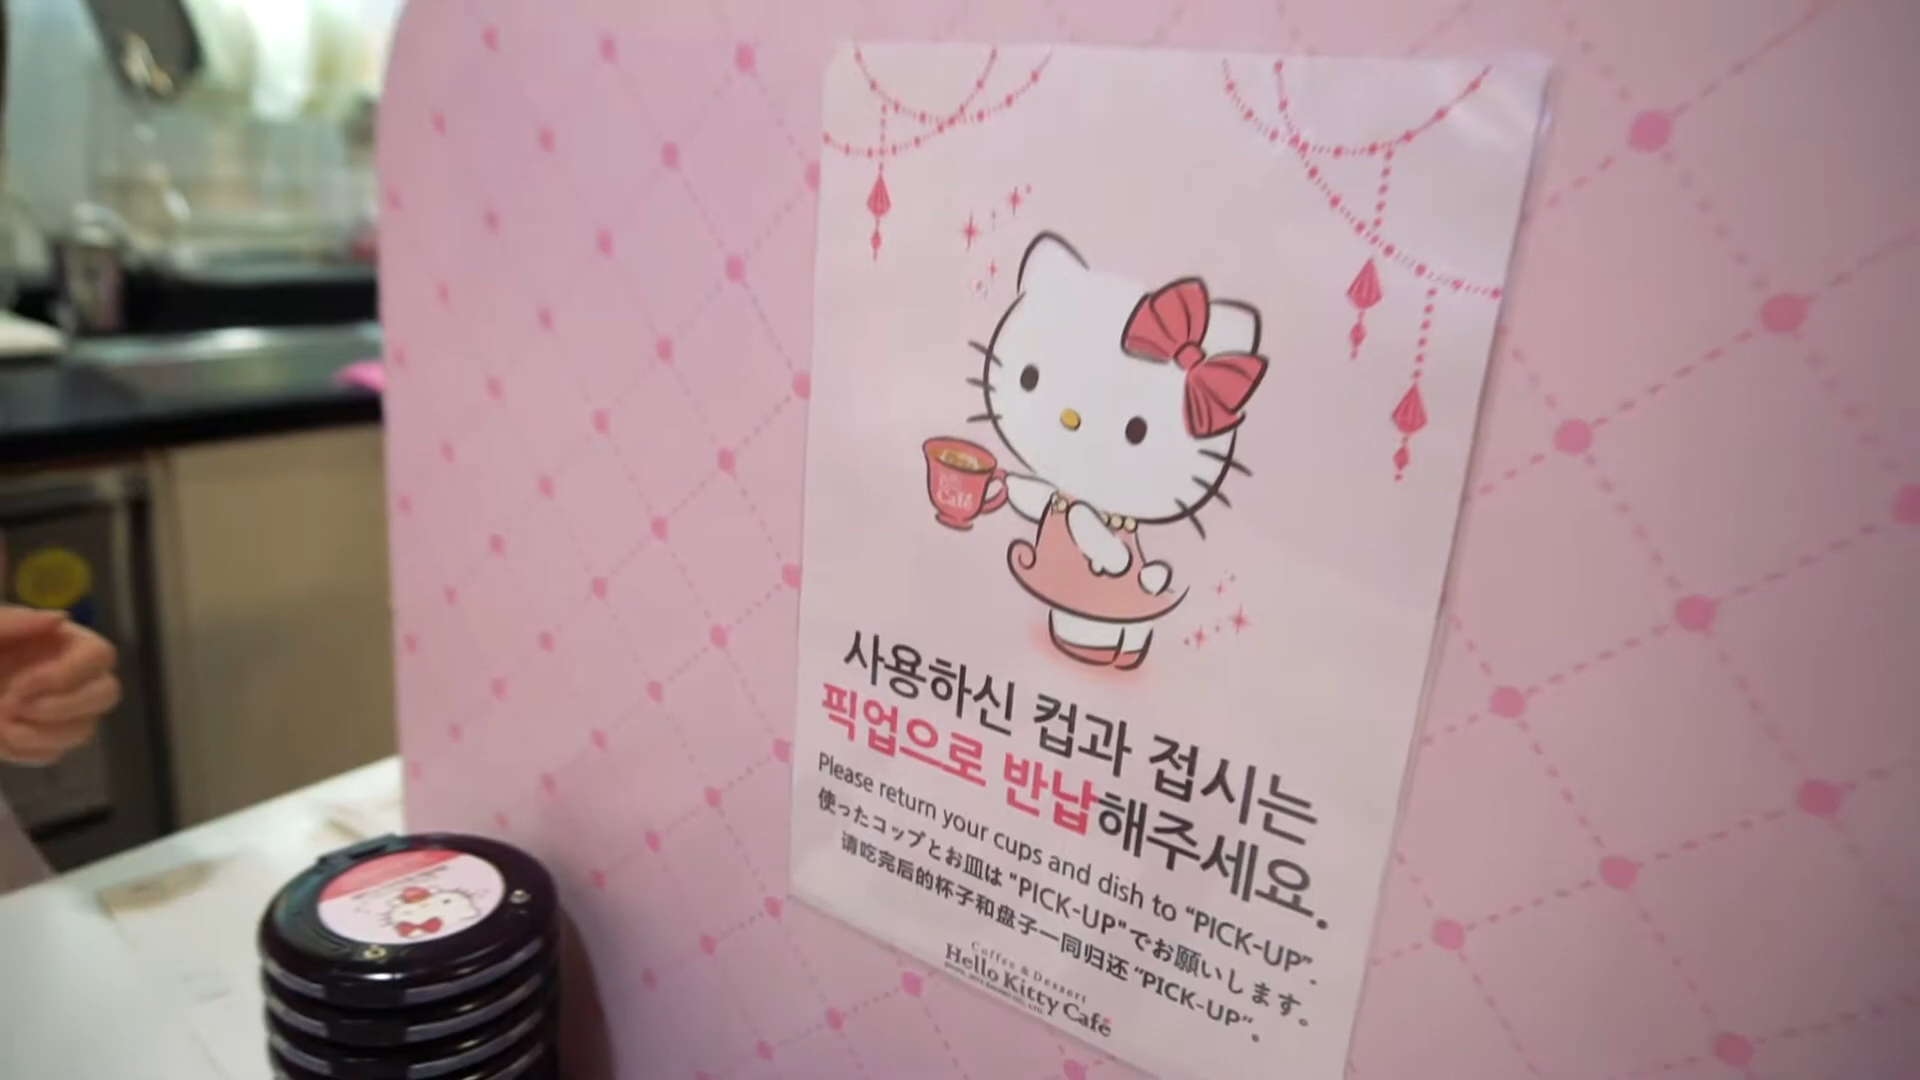 Café
사용하신 컵과 접시는
픽업으로 반납해주세요.
Please return your cups and dish to “PICK-UP”.
使ったコップとお皿は “PICK-UP”でお願いします。
请吃完后的杯子和盘子一同归还 “PICK-UP”。
Coffee & Dessert
Hello Kitty Café